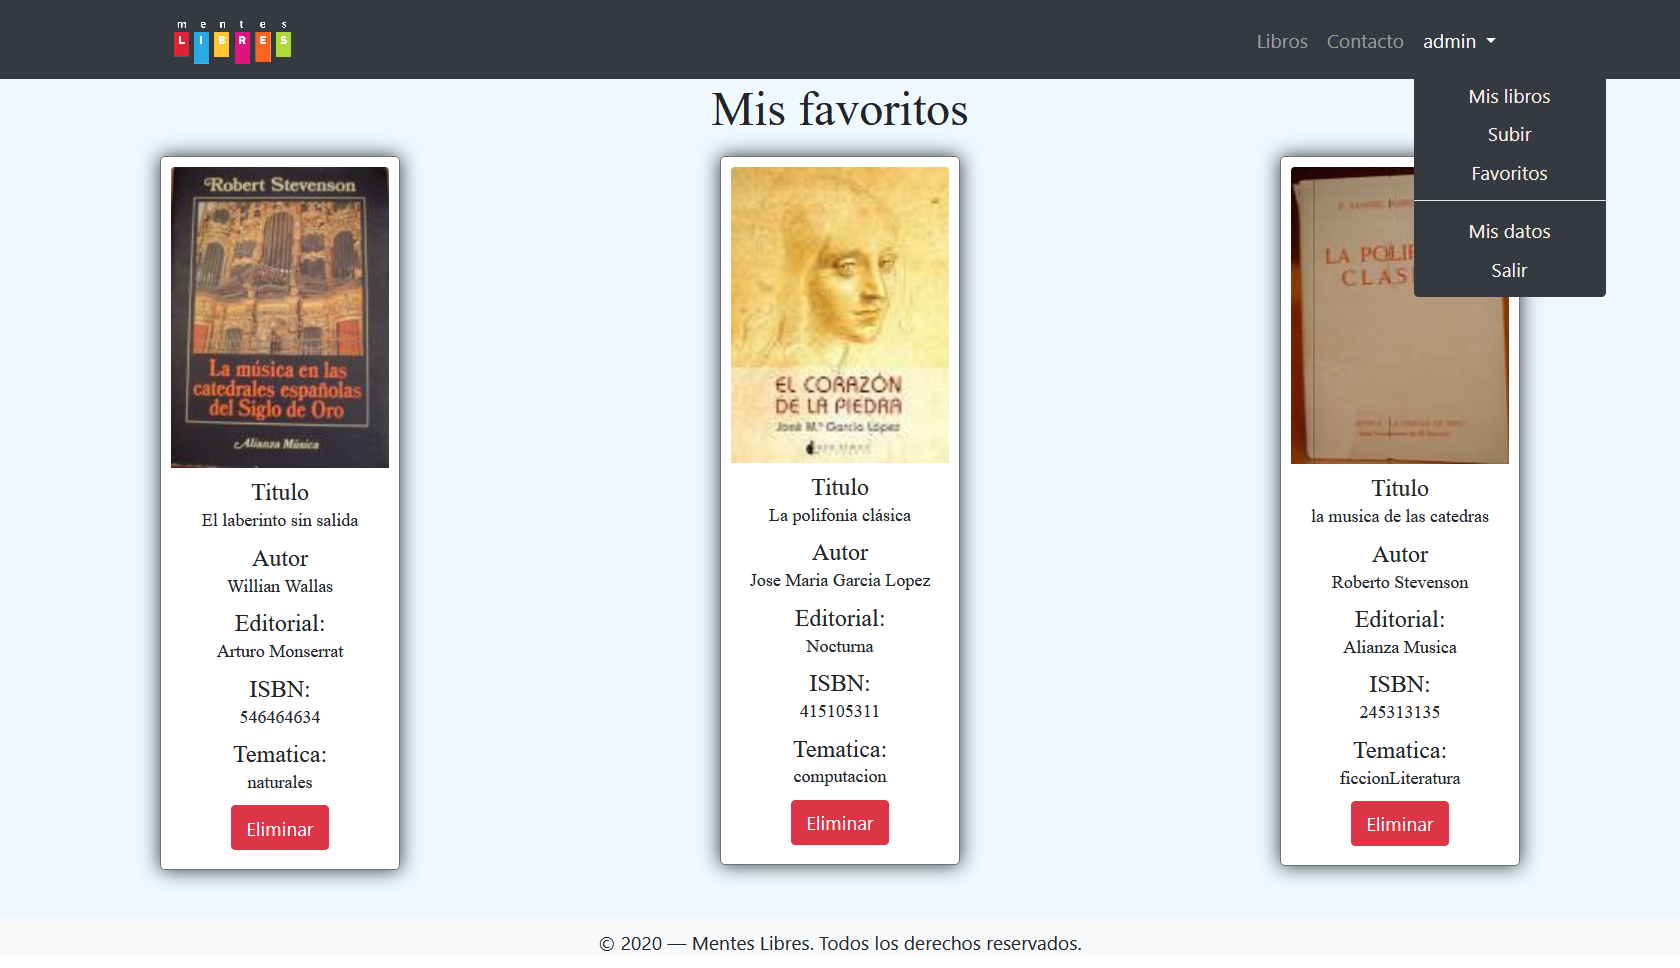 mentes
LIBRES
Libros Contacto admin
Mis libros
Subir
Favoritos
Mis datos
Salir
Mis favoritos
Robert Stevenson
La música en las
catedrales españolas
del Siglo de Oro
Alianza Música
Titulo
El laberinto sin salida
Autor
Willian Wallas
Editorial:
Arturo Monserrat
ISBN:
546464634
Tematica:
naturales
Eliminar
EL CORAZÓN
DE LA PIEDRA
José M.ª García López
Titulo
La polifonía clásica
Autor
Jose Maria Garcia Lopez
Editorial:
Nocturna
ISBN:
415105311
Tematica:
computacion
Eliminar
LA
CLAS
Titulo
la musica de las catedras
Autor
Roberto Stevenson
Editorial:
Alianza Musica
ISBN:
245313135
Tematica:
ficcionLiteratura
Eliminar
© 2020 — Mentes Libres. Todos los derechos reservados.